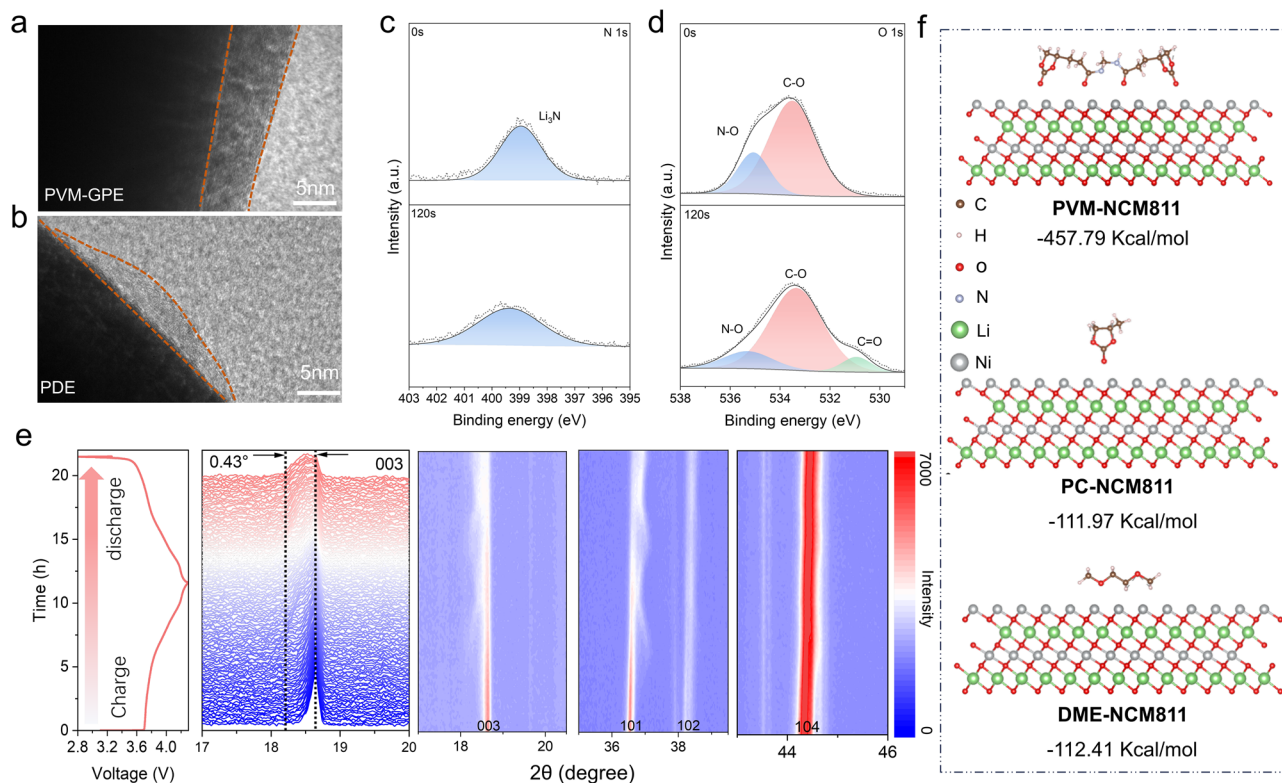 a
PVM-GPE
5nm
b
PDE
5nm
c
0s
N 1s
Li₃N
120s
Intensity (a.u.)
403 402 401 400 399 398 397 396 395
Binding energy (eV)
d
0s
O 1s
C-O
N-O
120s
C-O
N-O
C=O
Intensity (a.u.)
538 536 534 532 530
Binding energy (eV)
e
Time (h)
20
15
10
5
0
discharge
Charge
2.8 3.4 4.0
Voltage (V)
0.43°
003
17 18 19 20
003
18 20
101
102
36 38
104
44 46
2θ (degree)
7000
Intensity
0
f
PVM-NCM811
-457.79 Kcal/mol
C
H
O
N
Li
Ni
PC-NCM811
-111.97 Kcal/mol
DME-NCM811
-112.41 Kcal/mol